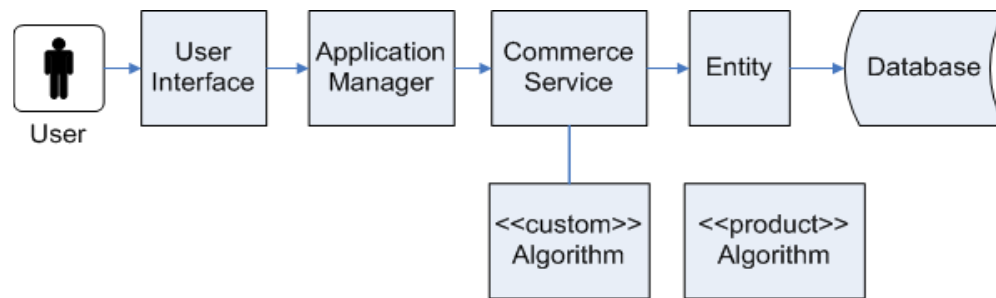 User
User
Interface
Application
Manager
Commerce
Service
Entity
Database
<<custom>>
Algorithm
<<product>>
Algorithm